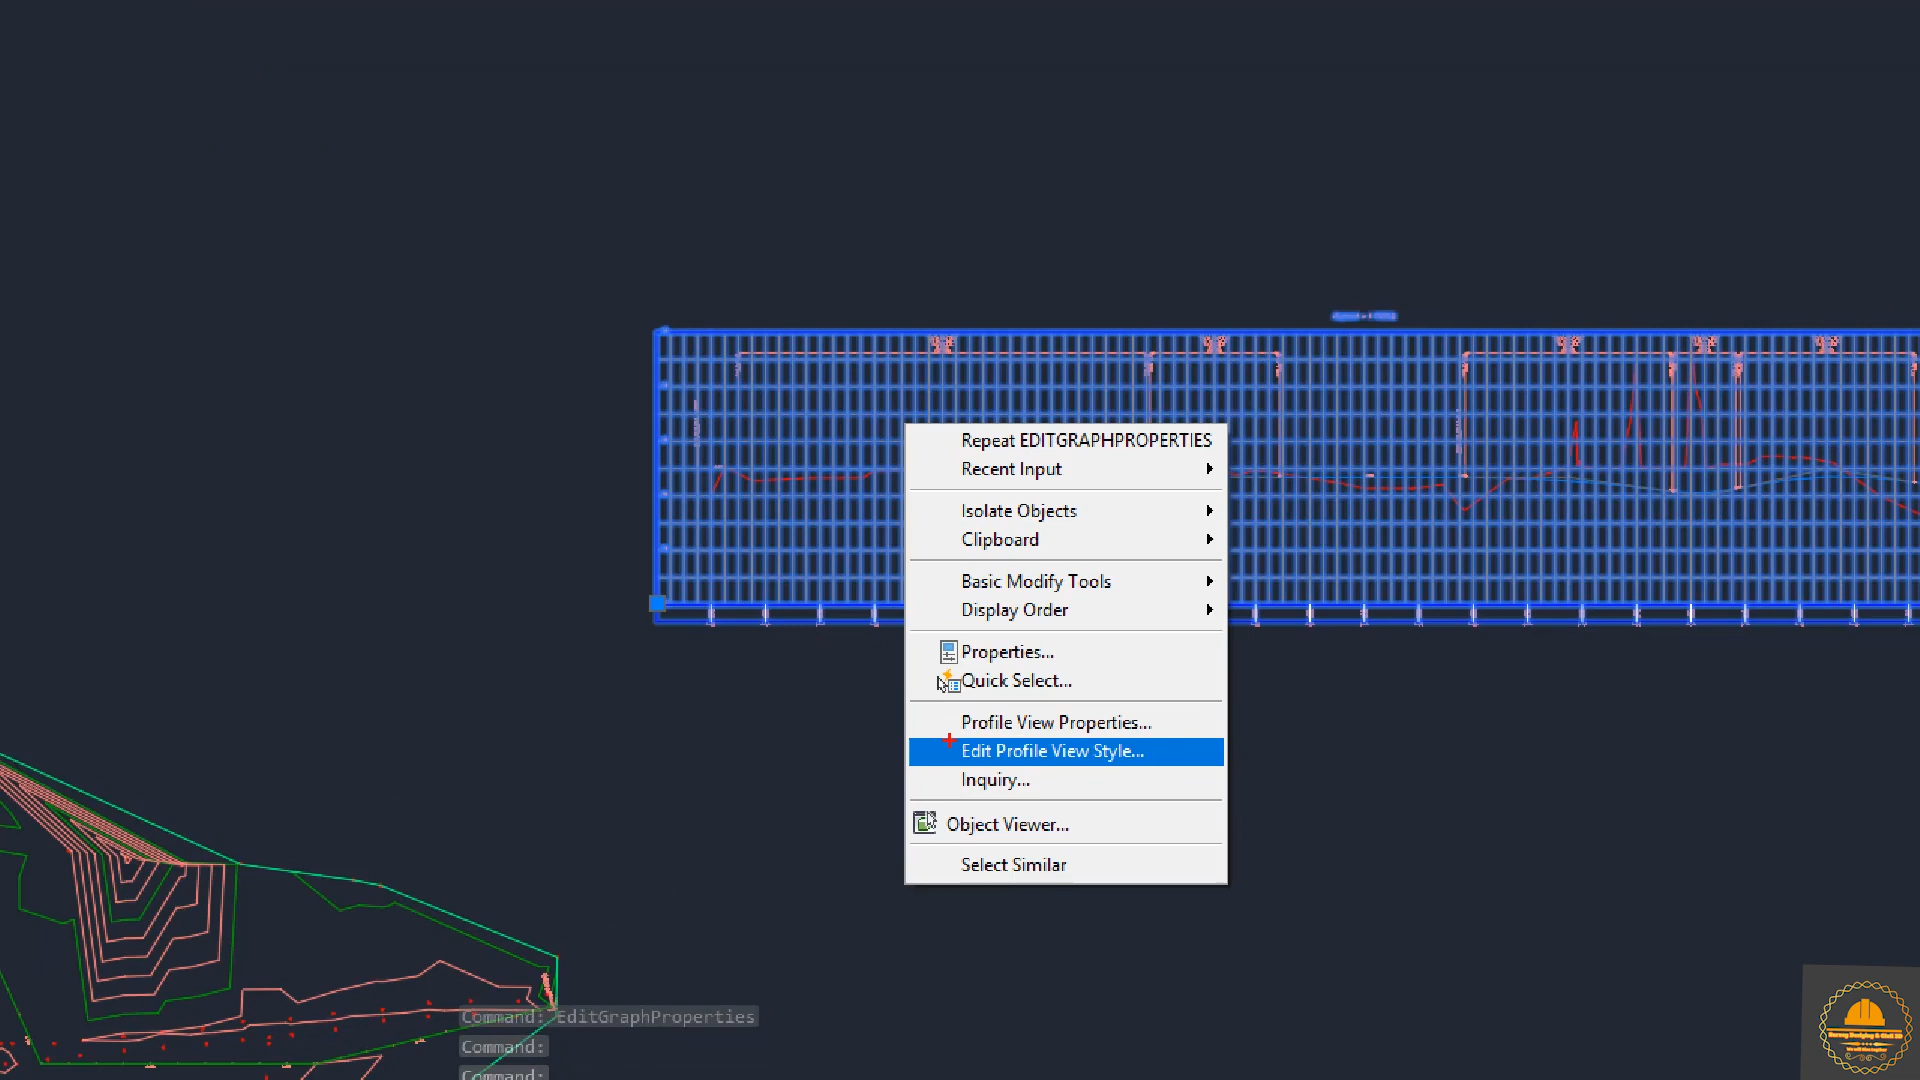 Repeat EDITGRAPHPROPERTIES
Recent Input
Isolate Objects
Clipboard
Basic Modify Tools
Display Order
Properties...
Quick Select...
Profile View Properties...
Edit Profile View Style...
Inquiry...
Object Viewer...
Select Similar
Command: EditGraphProperties
Command:
Command: